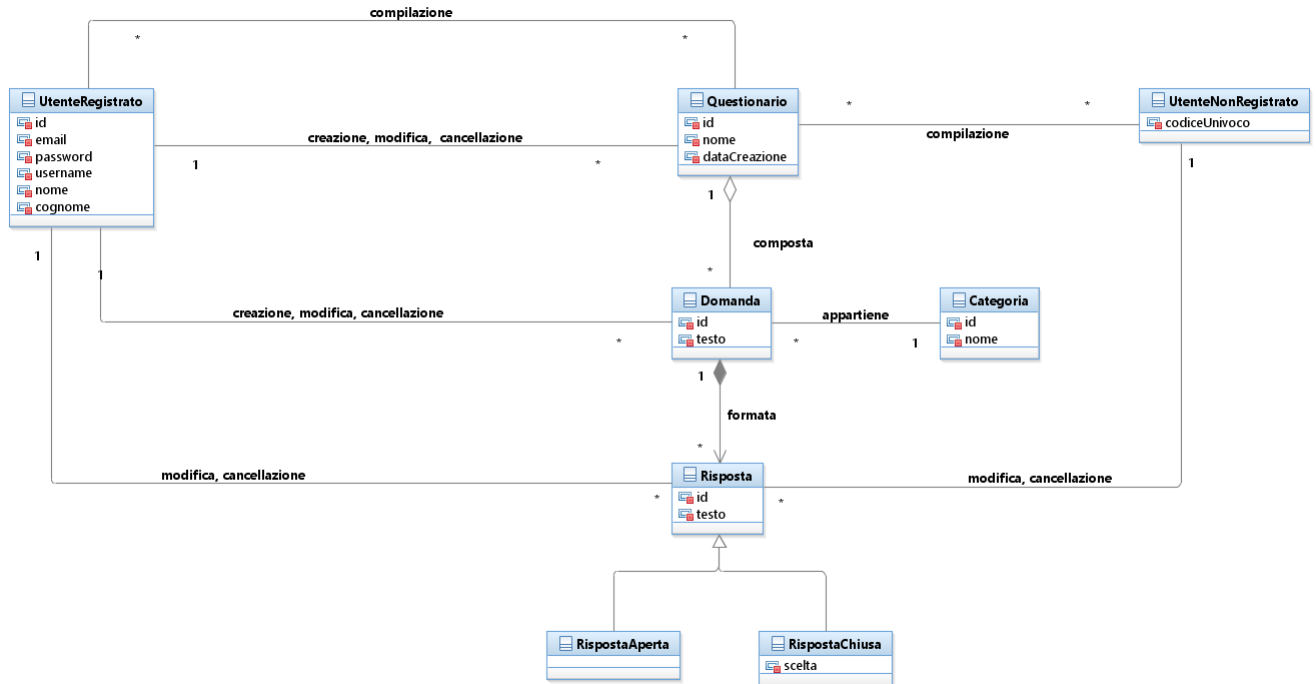 compilazione
*
*
UtenteRegistrato
id
email
password
username
nome
cognome
creazione, modifica, cancellazione
1
*
Questionario
id
nome
dataCreazione
*
*
compilazione
UtenteNonRegistrato
codiceUnivoco
1
1
composta
*
1
1
creazione, modifica, cancellazione
*
Domanda
id
testo
appartiene
*
1
Categoria
id
nome
1
formata
*
modifica, cancellazione
*
Risposta
id
testo
modifica, cancellazione
*
RispostaAperta
RispostaChiusa
scelta